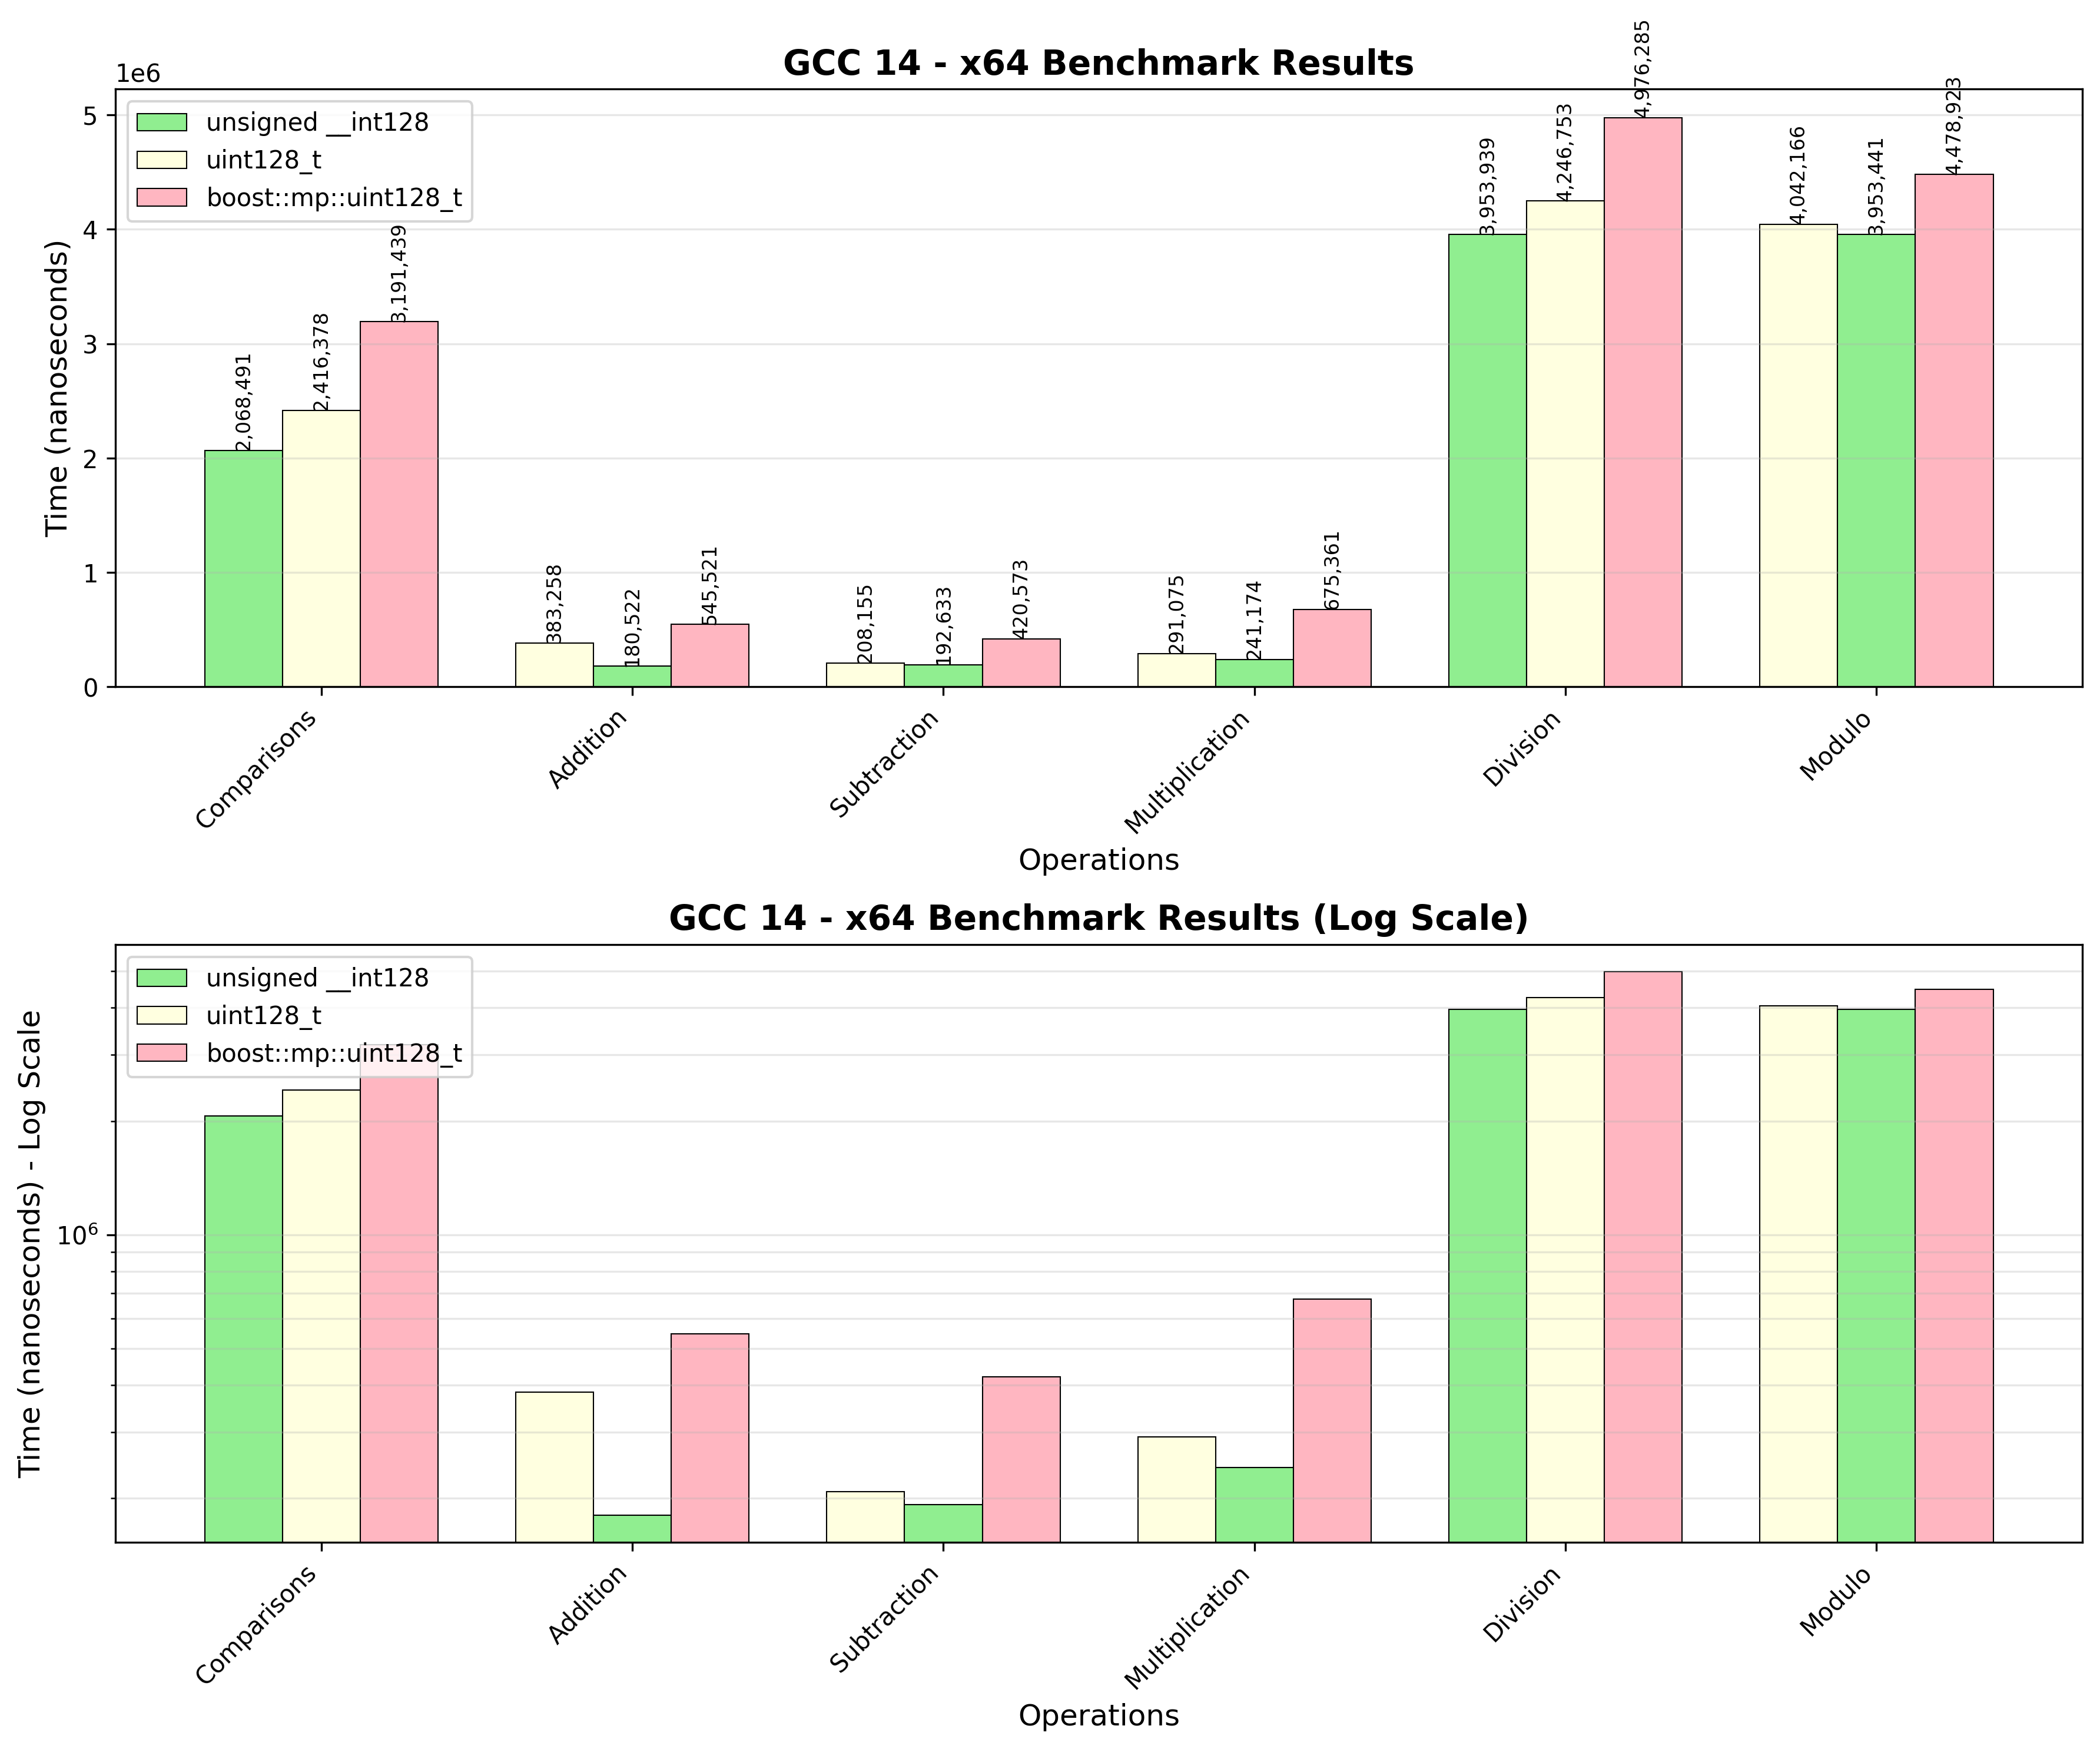 GCC 14 - x64 Benchmark Results
1e6
unsigned __int128
uint128_t
boost::mp::uint128_t
Time (nanoseconds)
5
4
3
2
1
0
2,068,491
2,416,378
3,191,439
383,258
180,522
545,521
208,155
192,633
420,573
291,075
241,174
675,361
3,953,939
4,246,753
4,976,285
4,042,166
3,953,441
4,478,923
Comparisons
Addition
Subtraction
Multiplication
Division
Modulo
Operations
GCC 14 - x64 Benchmark Results (Log Scale)
unsigned __int128
uint128_t
boost::mp::uint128_t
Time (nanoseconds) - Log Scale
10⁶
Comparisons
Addition
Subtraction
Multiplication
Division
Modulo
Operations